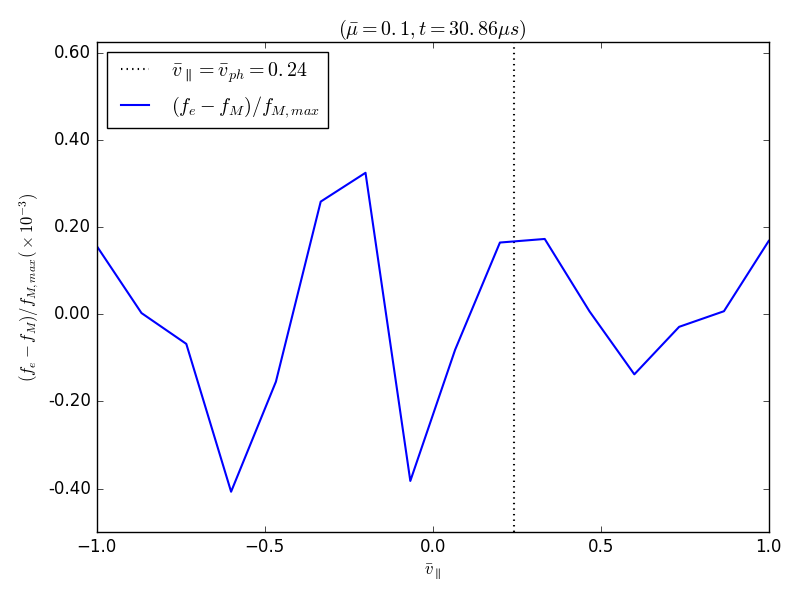 (μ̄ = 0.1, t = 30.86μs)
v̄∥ = v̄ph = 0.24
(fe − fM)/fM,max
0.60
0.40
0.20
0.00
-0.20
-0.40
(fe − fM)/fM,max(×10⁻³)
−1.0 −0.5 0.0 0.5 1.0
v̄∥